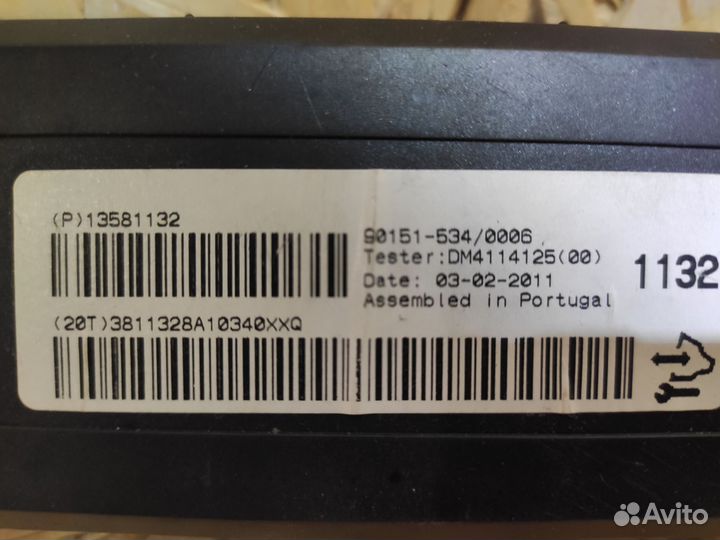 (P)13581132
90151-534/0006
Tester:DM4114125(00)
Date: 03-02-2011
Assembled in Portugal
1132
(20T)3811328A10340XXQ
Avito